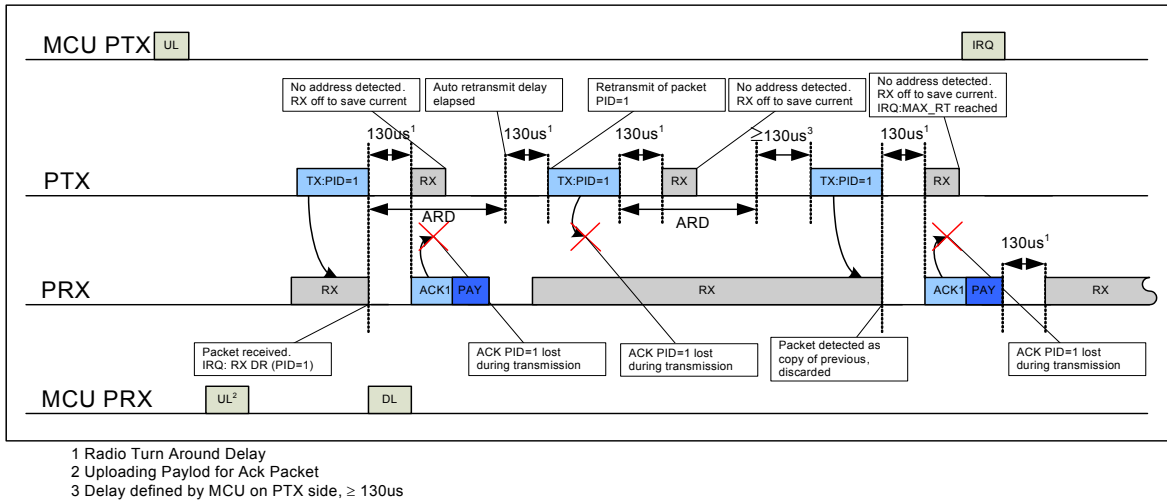 MCU PTX
UL
IRQ
No address detected.
RX off to save current
Auto retransmit delay
elapsed
Retransmit of packet
PID=1
No address detected.
RX off to save current
No address detected.
RX off to save current.
IRQ:MAX_RT reached
130us¹
130us¹
130us¹
≥130us³
130us¹
PTX
TX:PID=1
RX
TX:PID=1
RX
TX:PID=1
RX
ARD
ARD
130us¹
PRX
RX
ACK1
PAY
RX
ACK1
PAY
RX
Packet received.
IRQ: RX DR (PID=1)
ACK PID=1 lost
during transmission
ACK PID=1 lost
during transmission
Packet detected as
copy of previous,
discarded
ACK PID=1 lost
during transmission
MCU PRX
UL²
DL
1 Radio Turn Around Delay
2 Uploading Paylod for Ack Packet
3 Delay defined by MCU on PTX side, ≥ 130us